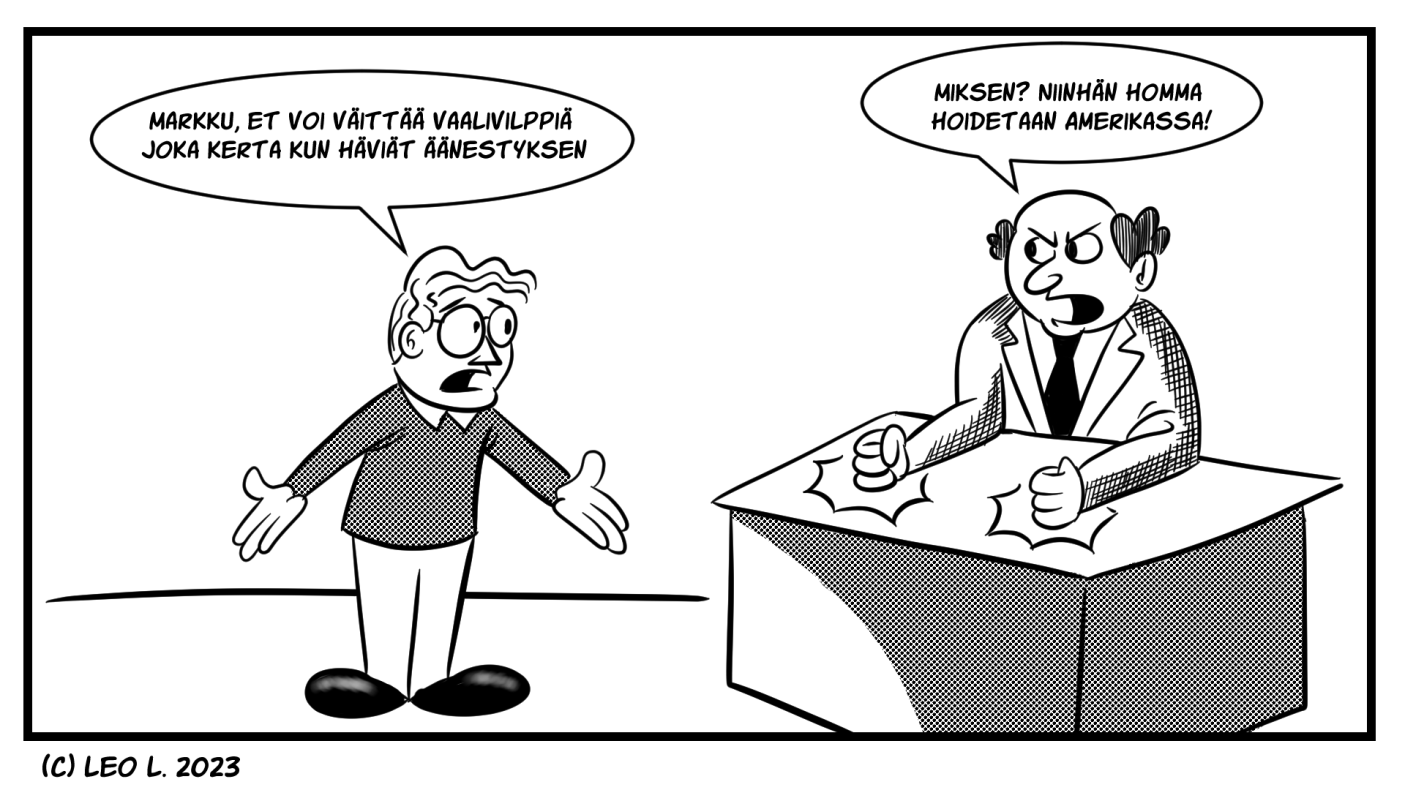 MARKKU, ET VOI VÄITTÄÄ VAALIVILPPIÄ
JOKA KERTA KUN HÄVIÄT ÄÄNESTYKSEN
MIKSEN? NIINHÄN HOMMA
HOIDETAAN AMERIKASSA!
(C) LEO L. 2023